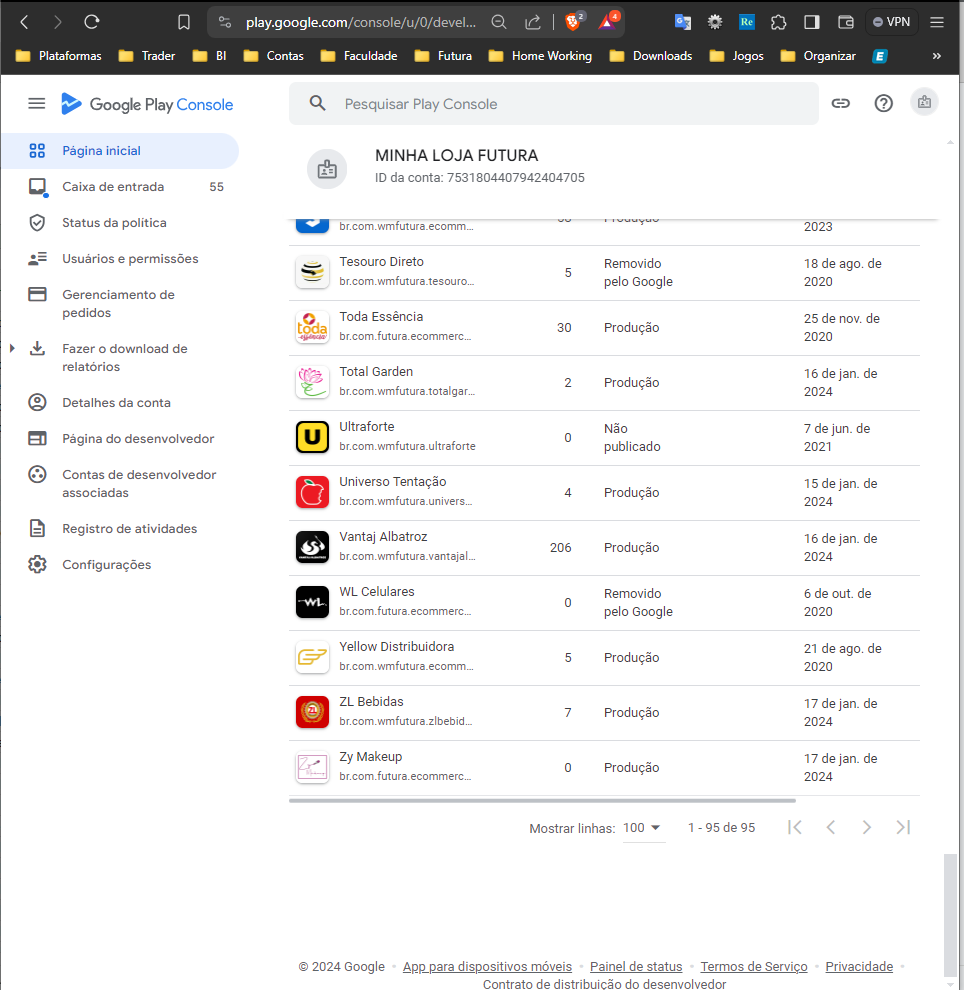 play.google.com/console/u/0/devel...
2
4
Re
VPN
Plataformas
Trader
BI
Contas
Faculdade
Futura
Home Working
Downloads
Jogos
Organizar
E
»
Google Play Console
Pesquisar Play Console
Página inicial
Caixa de entrada 55
Status da política
Usuários e permissões
Gerenciamento de
pedidos
Fazer o download de
relatórios
Detalhes da conta
Página do desenvolvedor
Contas de desenvolvedor
associadas
Registro de atividades
Configurações
MINHA LOJA FUTURA
ID da conta: 7531804407942404705
br.com.wmfutura.ecomm...
Produção
2023
Tesouro Direto
br.com.wmfutura.tesouro...
5
Removido
pelo Google
18 de ago. de
2020
toda
essência
Toda Essência
br.com.futura.ecommerc...
30
Produção
25 de nov. de
2020
Total Garden
br.com.wmfutura.totalgar...
2
Produção
16 de jan. de
2024
U
Ultraforte
br.com.wmfutura.ultraforte
0
Não
publicado
7 de jun. de
2021
Universo Tentação
br.com.wmfutura.univers...
4
Produção
15 de jan. de
2024
Vantaj Albatroz
br.com.wmfutura.vantajal...
206
Produção
16 de jan. de
2024
WL
WL Celulares
br.com.futura.ecommerc...
0
Removido
pelo Google
6 de out. de
2020
Yellow Distribuidora
br.com.wmfutura.ecomm...
5
Produção
21 de ago. de
2020
ZL
ZL Bebidas
br.com.wmfutura.zlbebid...
7
Produção
17 de jan. de
2024
Zy Makeup
br.com.futura.ecommerc...
0
Produção
17 de jan. de
2024
Mostrar linhas: 100
1 - 95 de 95
© 2024 Google • App para dispositivos móveis • Painel de status • Termos de Serviço • Privacidade •
Contrato de distribuição do desenvolvedor